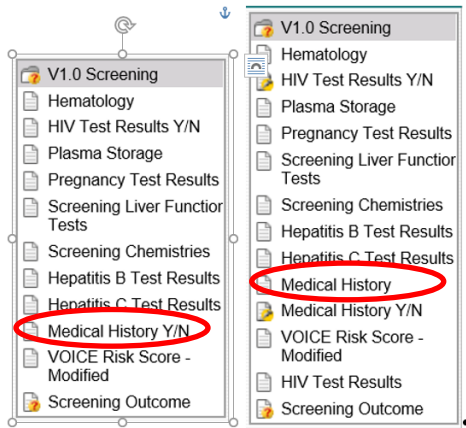 V1.0 Screening
Hematology
HIV Test Results Y/N
Plasma Storage
Pregnancy Test Results
Screening Liver Function
Tests
Screening Chemistries
Hepatitis B Test Results
Hepatitis C Test Results
Medical History Y/N
VOICE Risk Score -
Modified
Screening Outcome
V1.0 Screening
Hematology
HIV Test Results Y/N
Plasma Storage
Pregnancy Test Results
Screening Liver Function
Tests
Screening Chemistries
Hepatitis B Test Results
Hepatitis C Test Results
Medical History
Medical History Y/N
VOICE Risk Score -
Modified
HIV Test Results
Screening Outcome